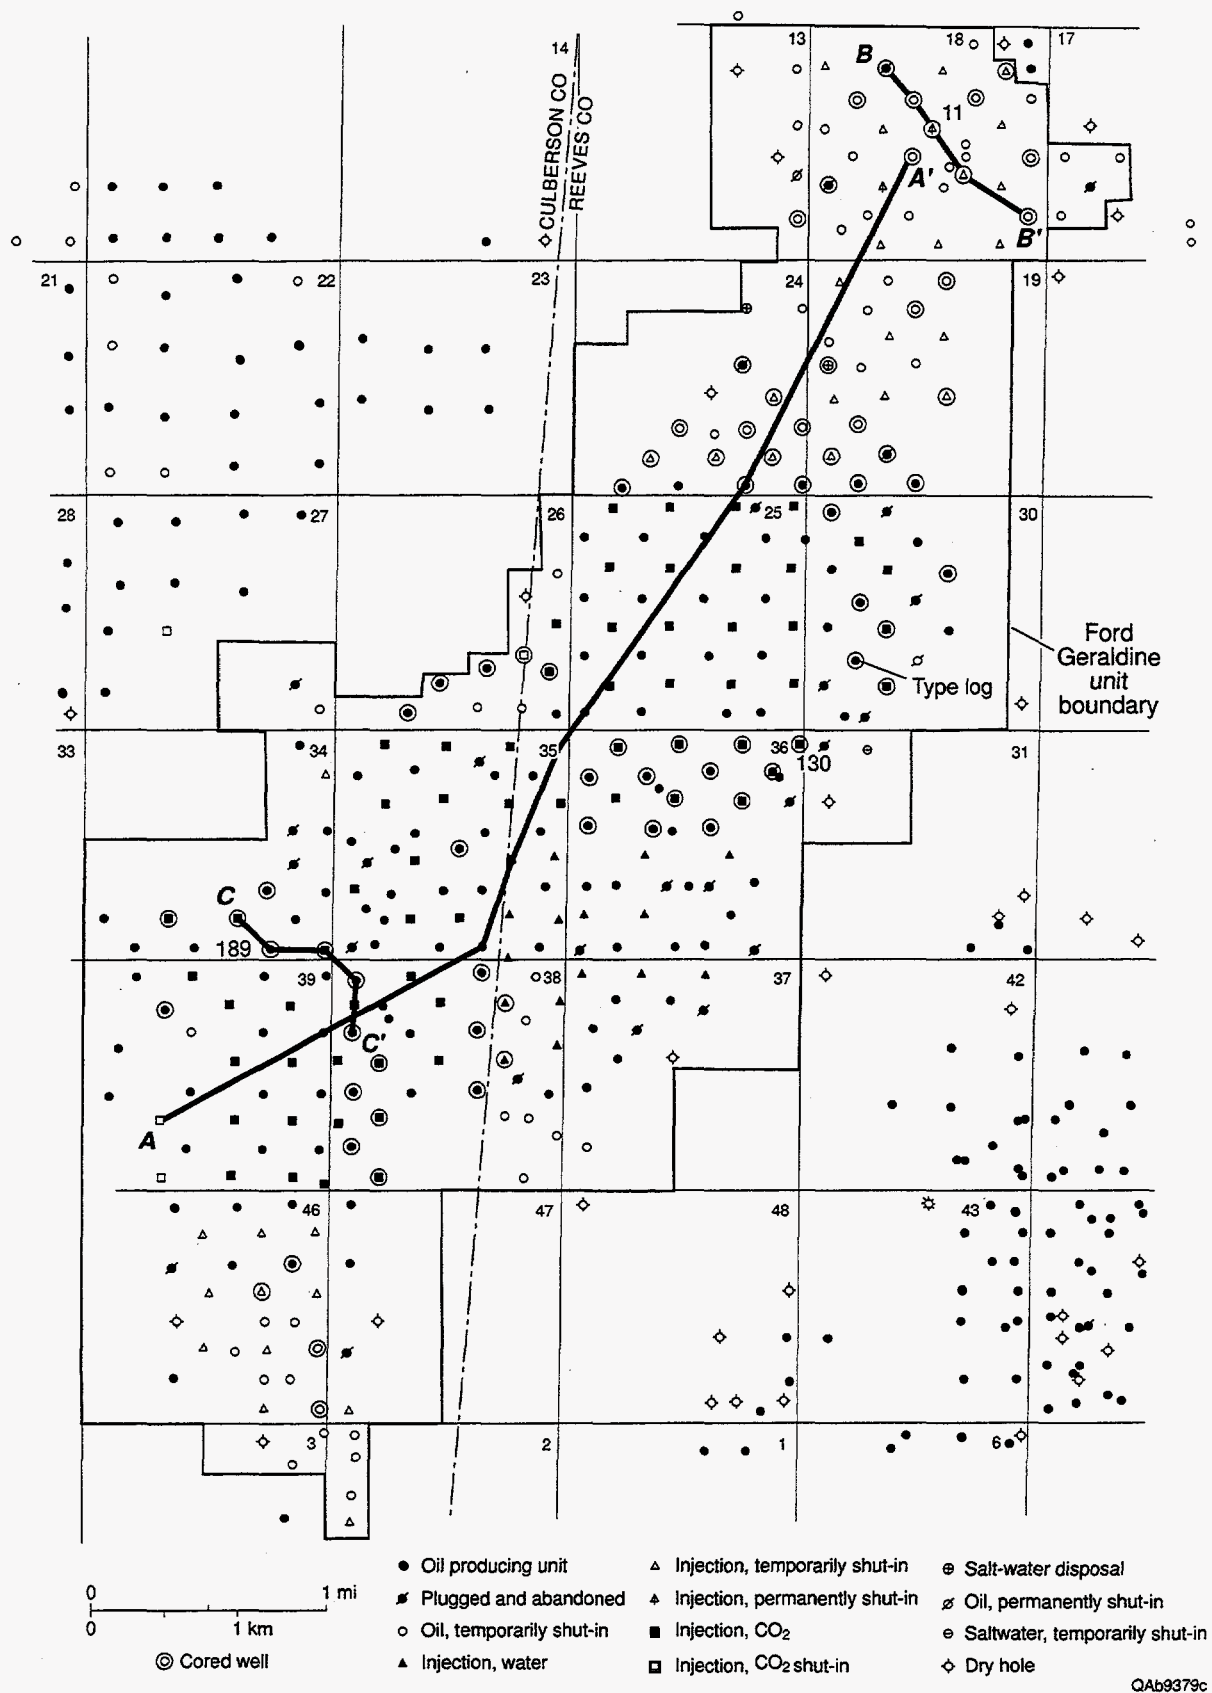 14
13
18
17
B
CULBERSON CO
REEVES CO
11
A'
B'
21
22
23
24
19
28
27
26
25
30
Ford
Geraldine
unit
boundary
Type log
33
34
35
36
31
130
C
189
39
38
37
42
C'
A
46
47
48
43
3
2
1
6
Oil producing unit
Plugged and abandoned
Oil, temporarily shut-in
Injection, water
Injection, temporarily shut-in
Injection, permanently shut-in
Injection, CO2
Injection, CO2 shut-in
Salt-water disposal
Oil, permanently shut-in
Saltwater, temporarily shut-in
Dry hole
0 1 mi
0 1 km
Cored well
QAb9379c